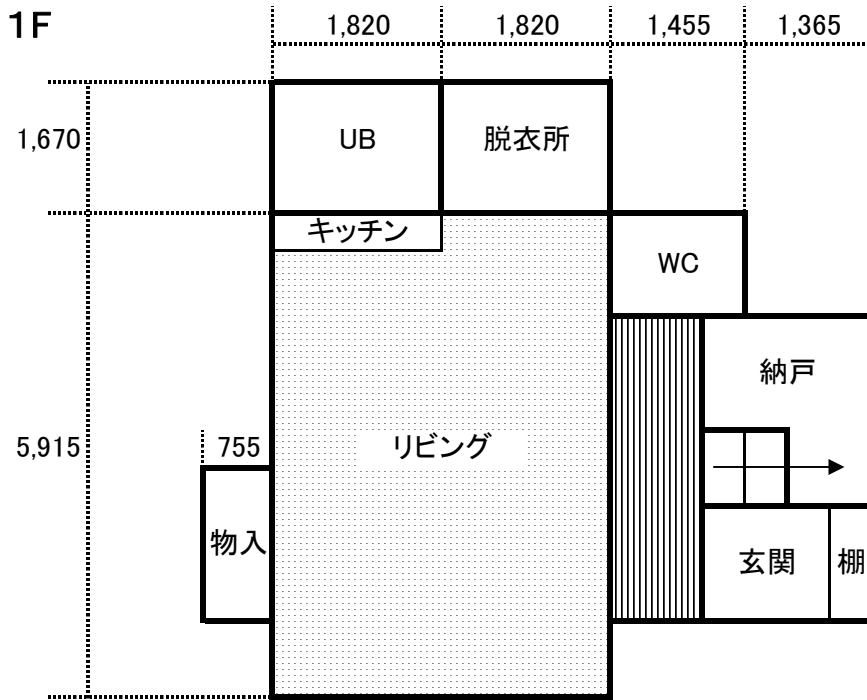 1F
1,820
1,820
1,455
1,365
1,670
UB
脱衣所
キッチン
WC
納戸
5,915
755
リビング
物入
玄関
棚